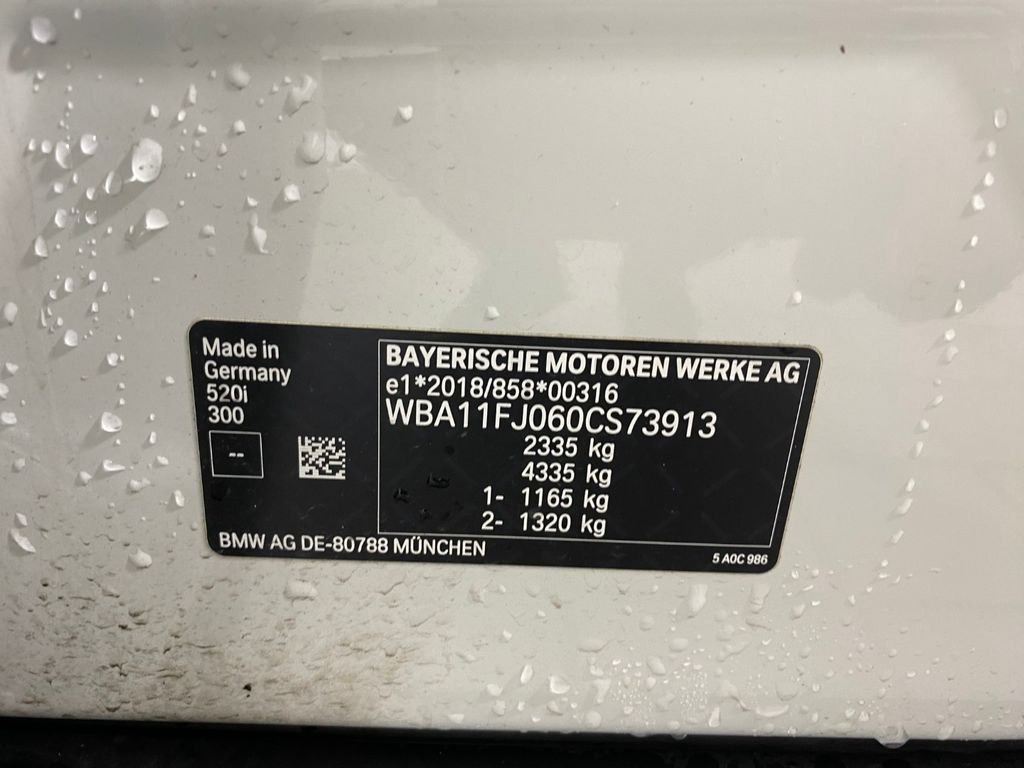 Made in
Germany
520i
300
--
BMW AG DE-80788 MÜNCHEN
BAYERISCHE MOTOREN WERKE AG
e1*2018/858*00316
WBA11FJ060CS73913
2335 kg
4335 kg
1- 1165 kg
2- 1320 kg
5 A0C 986